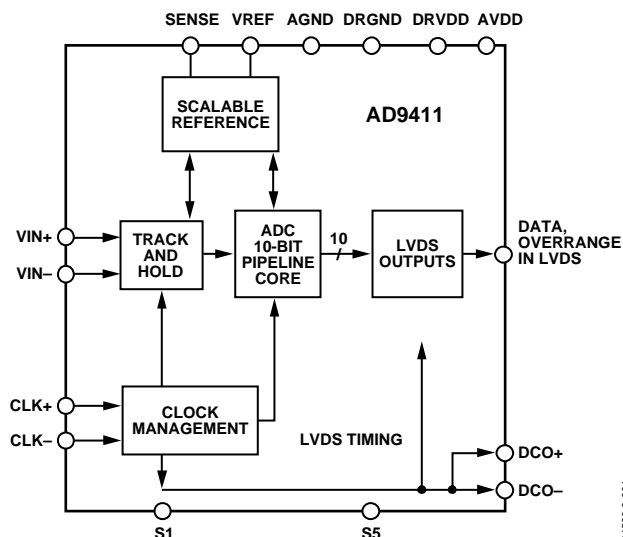 SENSE VREF AGND DRGND DRVDD AVDD
SCALABLE
REFERENCE
AD9411
VIN+
VIN–
TRACK
AND
HOLD
ADC
10-BIT
PIPELINE
CORE
10
LVDS
OUTPUTS
DATA,
OVERRANGE
IN LVDS
CLK+
CLK–
CLOCK
MANAGEMENT
LVDS TIMING
DCO+
DCO–
S1 S5